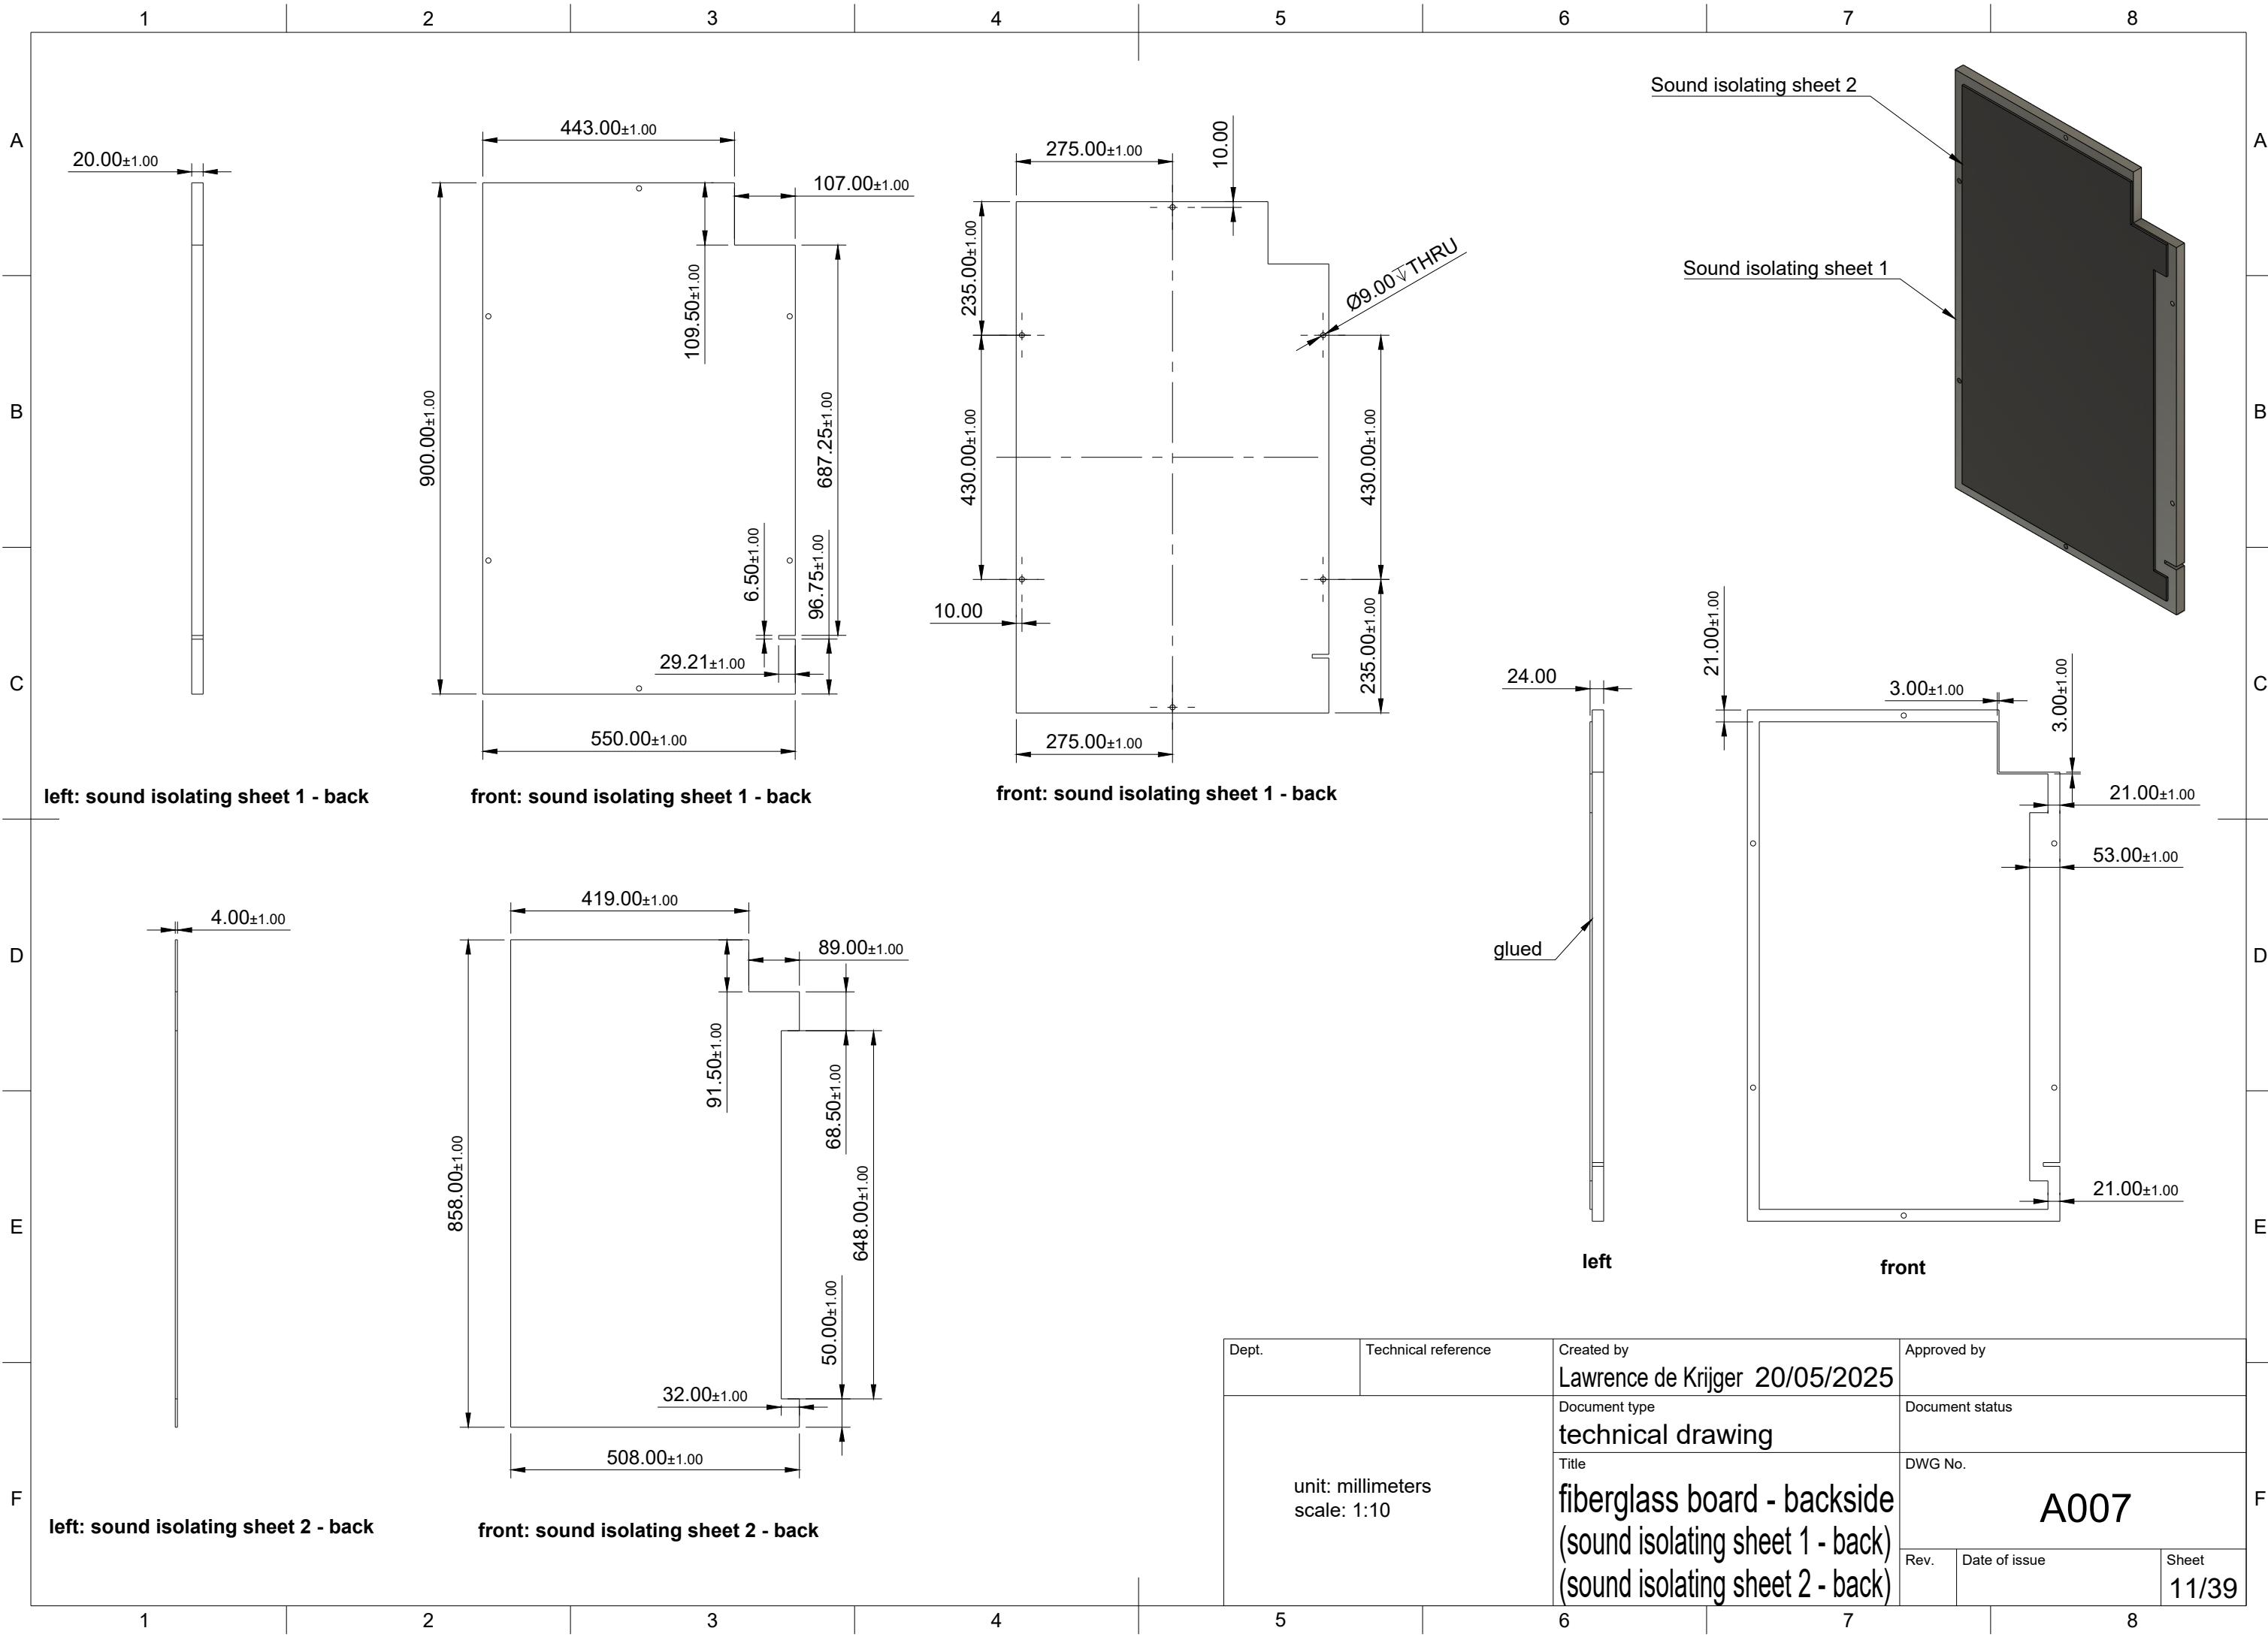 1 2 3 4 5 6 7 8
A A
B B
C C
D D
E E
F F
20.00±1.00
left: sound isolating sheet 1 - back
443.00±1.00
107.00±1.00
109.50±1.00
900.00±1.00
687.25±1.00
6.50±1.00
96.75±1.00
29.21±1.00
550.00±1.00
front: sound isolating sheet 1 - back
275.00±1.00
10.00
235.00±1.00
Ø9.00↧THRU
430.00±1.00
430.00±1.00
10.00
235.00±1.00
275.00±1.00
front: sound isolating sheet 1 - back
Sound isolating sheet 2
Sound isolating sheet 1
4.00±1.00
left: sound isolating sheet 2 - back
419.00±1.00
89.00±1.00
91.50±1.00
68.50±1.00
858.00±1.00
648.00±1.00
50.00±1.00
32.00±1.00
508.00±1.00
front: sound isolating sheet 2 - back
24.00
glued
left
21.00±1.00
3.00±1.00
3.00±1.00
21.00±1.00
53.00±1.00
21.00±1.00
front
Dept.
Technical reference
Created by
Lawrence de Krijger 20/05/2025
Approved by
Document type
technical drawing
Document status
unit: millimeters
scale: 1:10
Title
fiberglass board - backside
(sound isolating sheet 1 - back)
(sound isolating sheet 2 - back)
DWG No.
A007
Rev.
Date of issue
Sheet
11/39
1 2 3 4 5 6 7 8